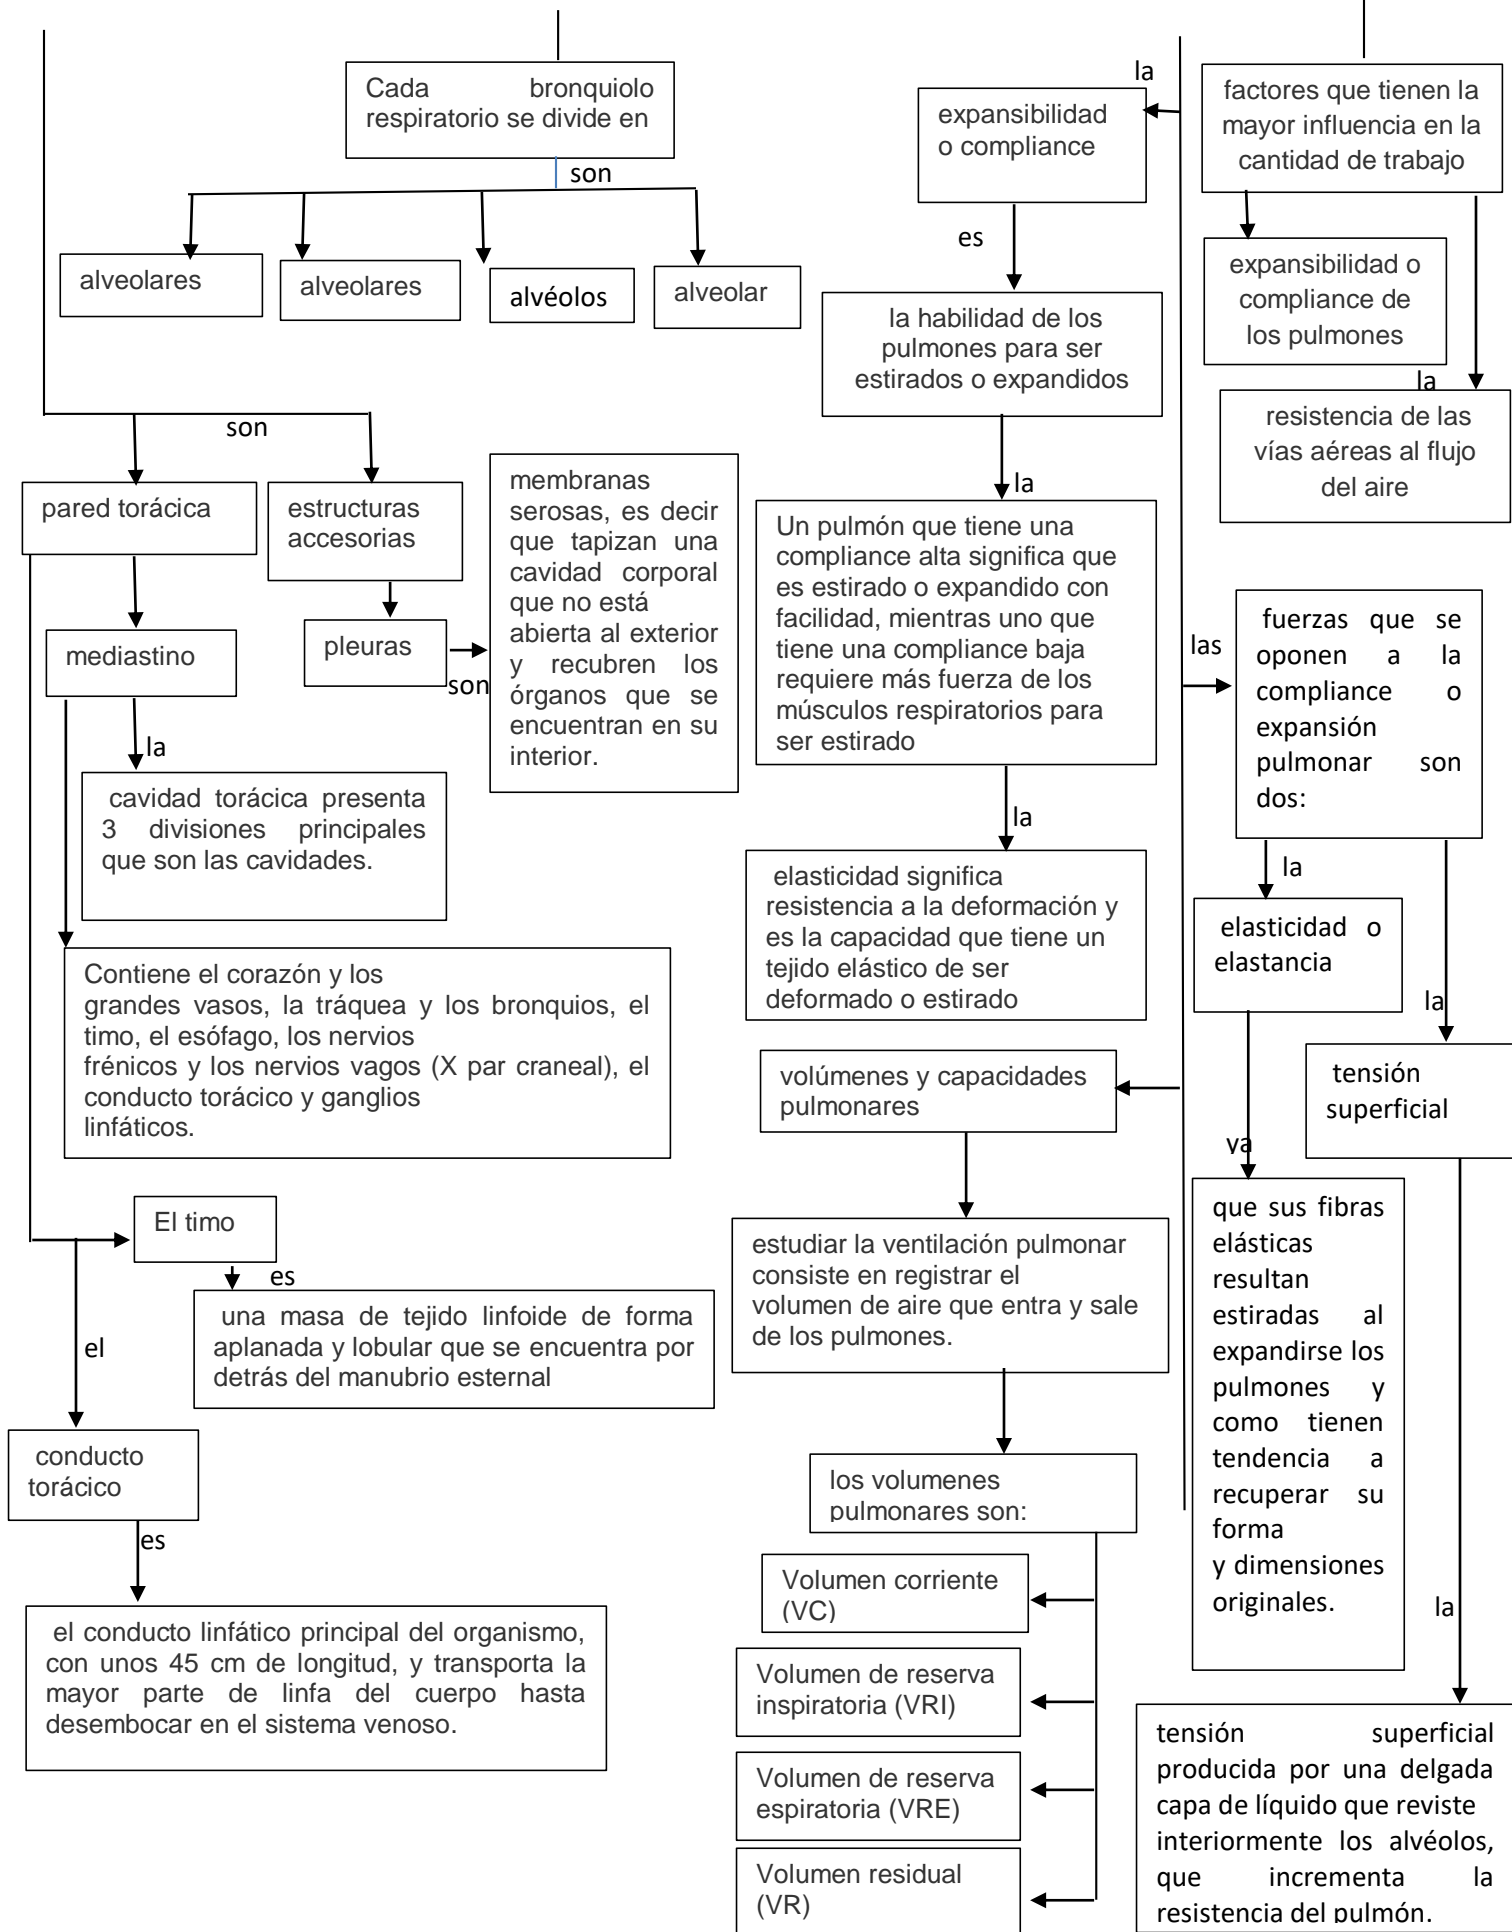 Cada bronquiolo
respiratorio se divide en
son
alveolares
alveolares
alvéolos
alveolar
son
pared torácica
estructuras
accesorias
mediastino
pleuras
son
membranas
serosas, es decir
que tapizan una
cavidad corporal
que no está
abierta al exterior
y recubren los
órganos que se
encuentran en su
interior.
la
cavidad torácica presenta
3 divisiones principales
que son las cavidades.
Contiene el corazón y los
grandes vasos, la tráquea y los bronquios, el
timo, el esófago, los nervios
frénicos y los nervios vagos (X par craneal), el
conducto torácico y ganglios
linfáticos.
El timo
es
una masa de tejido linfoide de forma
aplanada y lobular que se encuentra por
detrás del manubrio esternal
el
conducto
torácico
es
el conducto linfático principal del organismo,
con unos 45 cm de longitud, y transporta la
mayor parte de linfa del cuerpo hasta
desembocar en el sistema venoso.
la
expansibilidad
o compliance
es
la habilidad de los
pulmones para ser
estirados o expandidos
la
Un pulmón que tiene una
compliance alta significa que
es estirado o expandido con
facilidad, mientras uno que
tiene una compliance baja
requiere más fuerza de los
músculos respiratorios para
ser estirado
la
elasticidad significa
resistencia a la deformación y
es la capacidad que tiene un
tejido elástico de ser
deformado o estirado
volúmenes y capacidades
pulmonares
estudiar la ventilación pulmonar
consiste en registrar el
volumen de aire que entra y sale
de los pulmones.
los volumenes
pulmonares son:
Volumen corriente
(VC)
Volumen de reserva
inspiratoria (VRI)
Volumen de reserva
espiratoria (VRE)
Volumen residual
(VR)
factores que tienen la
mayor influencia en la
cantidad de trabajo
expansibilidad o
compliance de
los pulmones
la
resistencia de las
vías aéreas al flujo
del aire
las
fuerzas que se
oponen a la
compliance o
expansión
pulmonar son
dos:
la
elasticidad o
elastancia
la
tensión
superficial
ya
que sus fibras
elásticas
resultan
estiradas al
expandirse los
pulmones y
como tienen
tendencia a
recuperar su
forma
y dimensiones
originales.
la
tensión superficial
producida por una delgada
capa de líquido que reviste
interiormente los alvéolos,
que incrementa la
resistencia del pulmón.